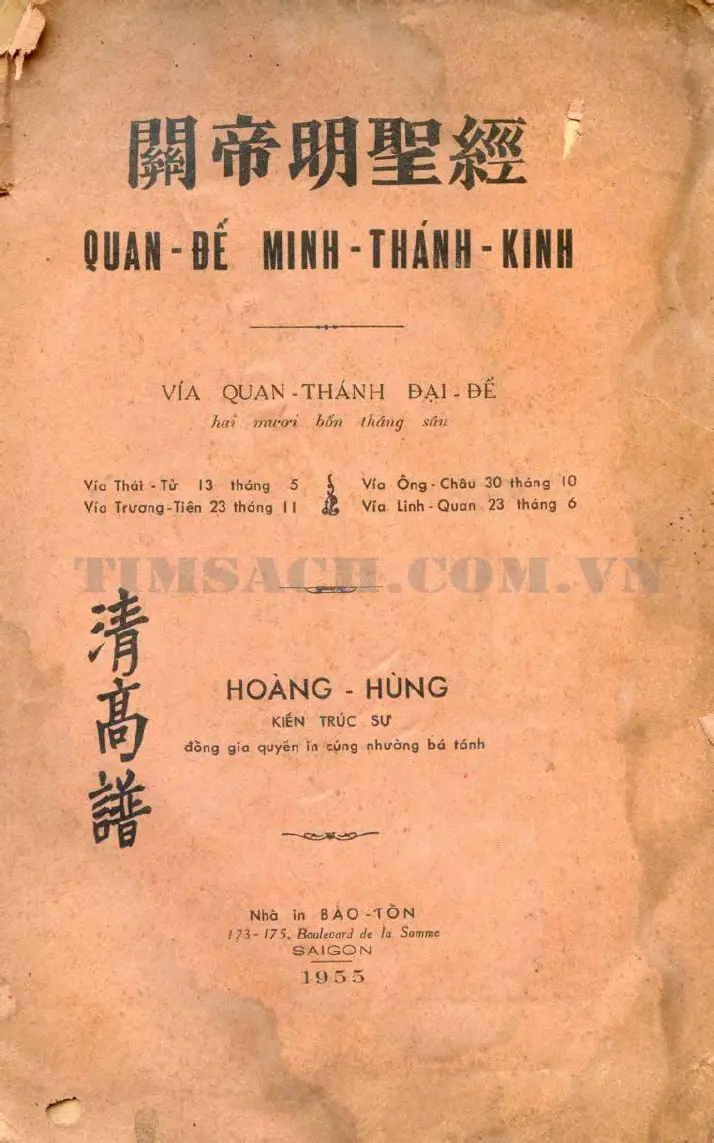 關帝明聖經
QUAN-ĐẾ MINH-THÁNH-KINH
VÍA QUAN-THÁNH ĐẠI-ĐẾ
hai mươi bốn tháng sáu
Vía Thái-Tử 13 tháng 5
Vía Trương-Tiên 23 tháng 11
Vía Ông-Châu 30 tháng 10
Vía Linh-Quan 23 tháng 6
TIMSACH.COM.VN
清高譜
HOÀNG-HÙNG
KIẾN TRÚC SƯ
đồng gia quyến in cúng nhường bá tánh
Nhà in BẢO-TỒN
173-175, Boulevard de la Somme
SAIGON
1955